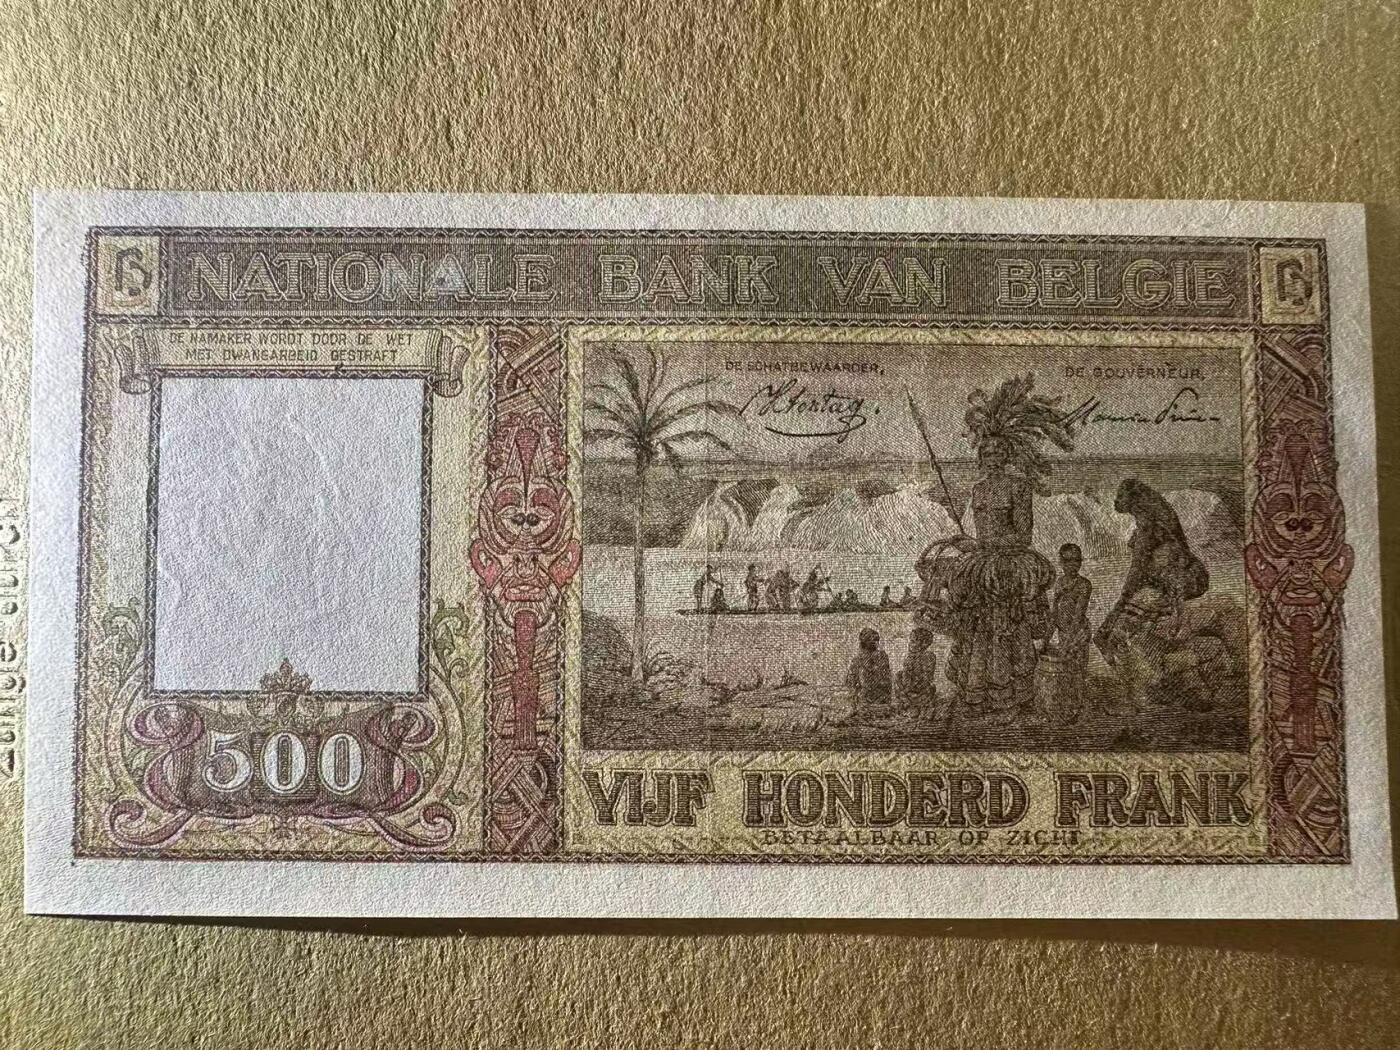 NATIONALE BANK VAN BELGIE
DE NAMAKER WORDT DOOR DE WET
MET DWANGARBEID GESTRAFT
DE SCHATBEWAARDER,
DE GOUVERNEUR,
500
VIJF HONDERD FRANK
BETAALBAAR OP ZICHT